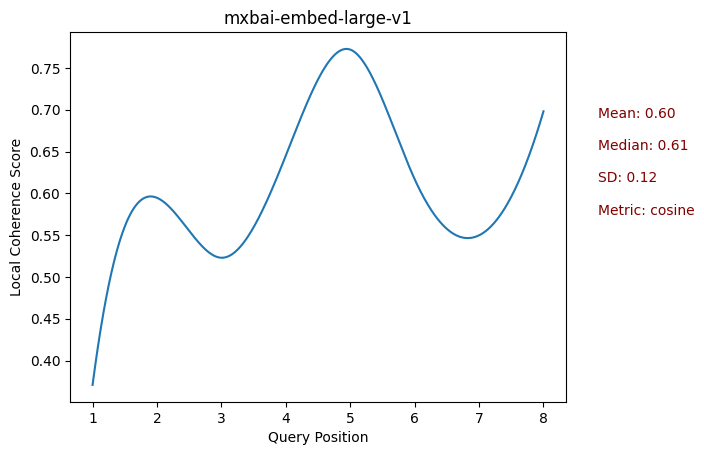 mxbai-embed-large-v1
0.75
0.70
0.65
0.60
0.55
0.50
0.45
0.40
Local Coherence Score
1 2 3 4 5 6 7 8
Query Position
Mean: 0.60
Median: 0.61
SD: 0.12
Metric: cosine